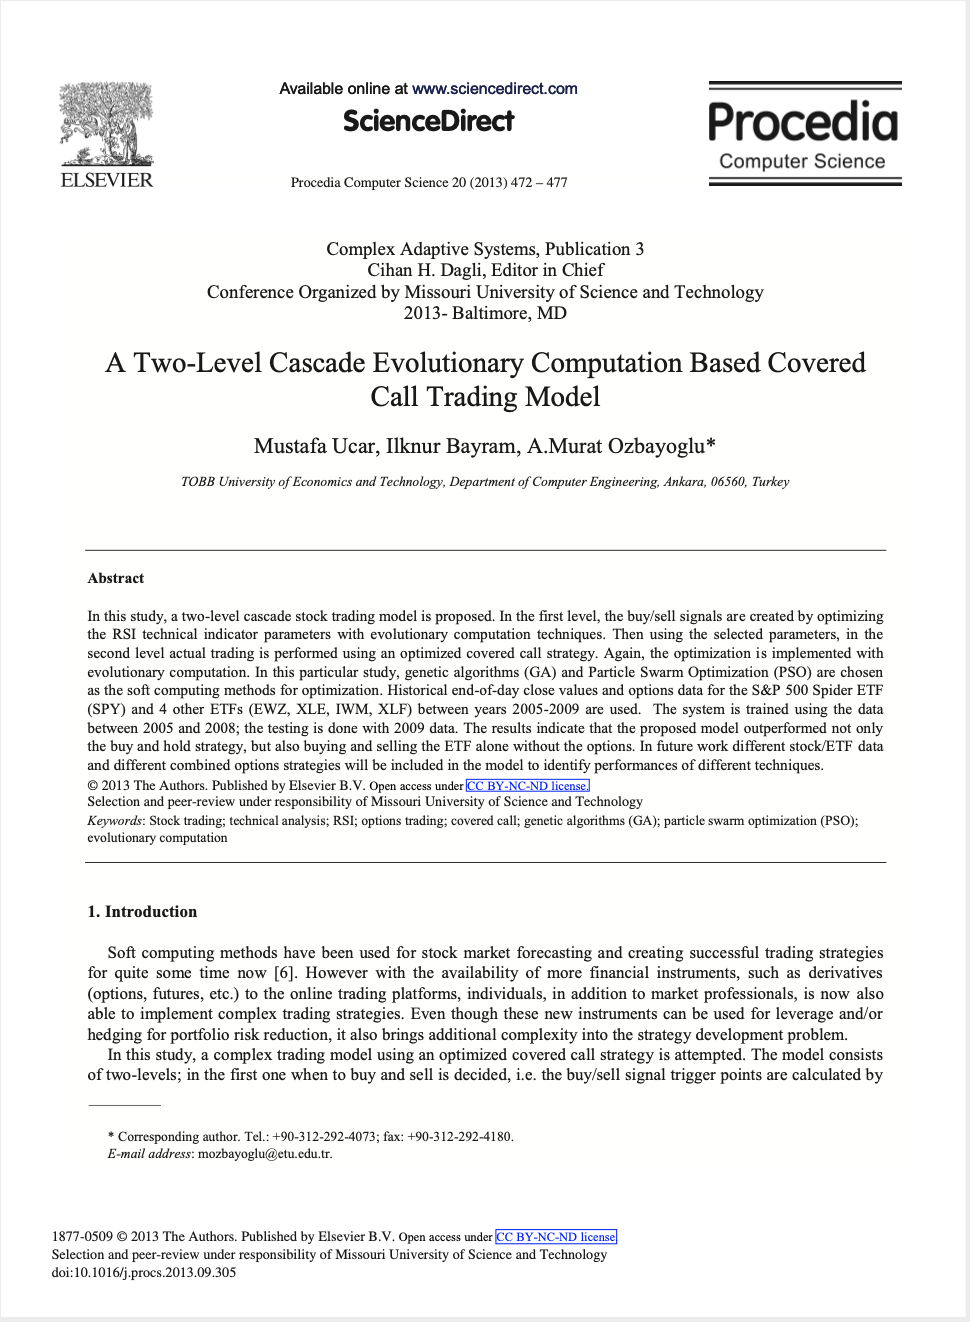 Available online at www.sciencedirect.com
ScienceDirect
Procedia Computer Science 20 (2013) 472 – 477
ELSEVIER
Procedia
Computer Science
Complex Adaptive Systems, Publication 3
Cihan H. Dagli, Editor in Chief
Conference Organized by Missouri University of Science and Technology
2013- Baltimore, MD
A Two-Level Cascade Evolutionary Computation Based Covered
Call Trading Model
Mustafa Ucar, Ilknur Bayram, A.Murat Ozbayoglu*
TOBB University of Economics and Technology, Department of Computer Engineering, Ankara, 06560, Turkey
Abstract
In this study, a two-level cascade stock trading model is proposed. In the first level, the buy/sell signals are created by optimizing
the RSI technical indicator parameters with evolutionary computation techniques. Then using the selected parameters, in the
second level actual trading is performed using an optimized covered call strategy. Again, the optimization is implemented with
evolutionary computation. In this particular study, genetic algorithms (GA) and Particle Swarm Optimization (PSO) are chosen
as the soft computing methods for optimization. Historical end-of-day close values and options data for the S&P 500 Spider ETF
(SPY) and 4 other ETFs (EWZ, XLE, IWM, XLF) between years 2005-2009 are used. The system is trained using the data
between 2005 and 2008; the testing is done with 2009 data. The results indicate that the proposed model outperformed not only
the buy and hold strategy, but also buying and selling the ETF alone without the options. In future work different stock/ETF data
and different combined options strategies will be included in the model to identify performances of different techniques.
© 2013 The Authors. Published by Elsevier B.V. Open access under CC BY-NC-ND license.
Selection and peer-review under responsibility of Missouri University of Science and Technology
Keywords: Stock trading; technical analysis; RSI; options trading; covered call; genetic algorithms (GA); particle swarm optimization (PSO);
evolutionary computation
1. Introduction
Soft computing methods have been used for stock market forecasting and creating successful trading strategies
for quite some time now [6]. However with the availability of more financial instruments, such as derivatives
(options, futures, etc.) to the online trading platforms, individuals, in addition to market professionals, is now also
able to implement complex trading strategies. Even though these new instruments can be used for leverage and/or
hedging for portfolio risk reduction, it also brings additional complexity into the strategy development problem.
In this study, a complex trading model using an optimized covered call strategy is attempted. The model consists
of two-levels; in the first one when to buy and sell is decided, i.e. the buy/sell signal trigger points are calculated by
* Corresponding author. Tel.: +90-312-292-4073; fax: +90-312-292-4180.
E-mail address: mozbayoglu@etu.edu.tr.
1877-0509 © 2013 The Authors. Published by Elsevier B.V. Open access under CC BY-NC-ND license.
Selection and peer-review under responsibility of Missouri University of Science and Technology
doi:10.1016/j.procs.2013.09.305